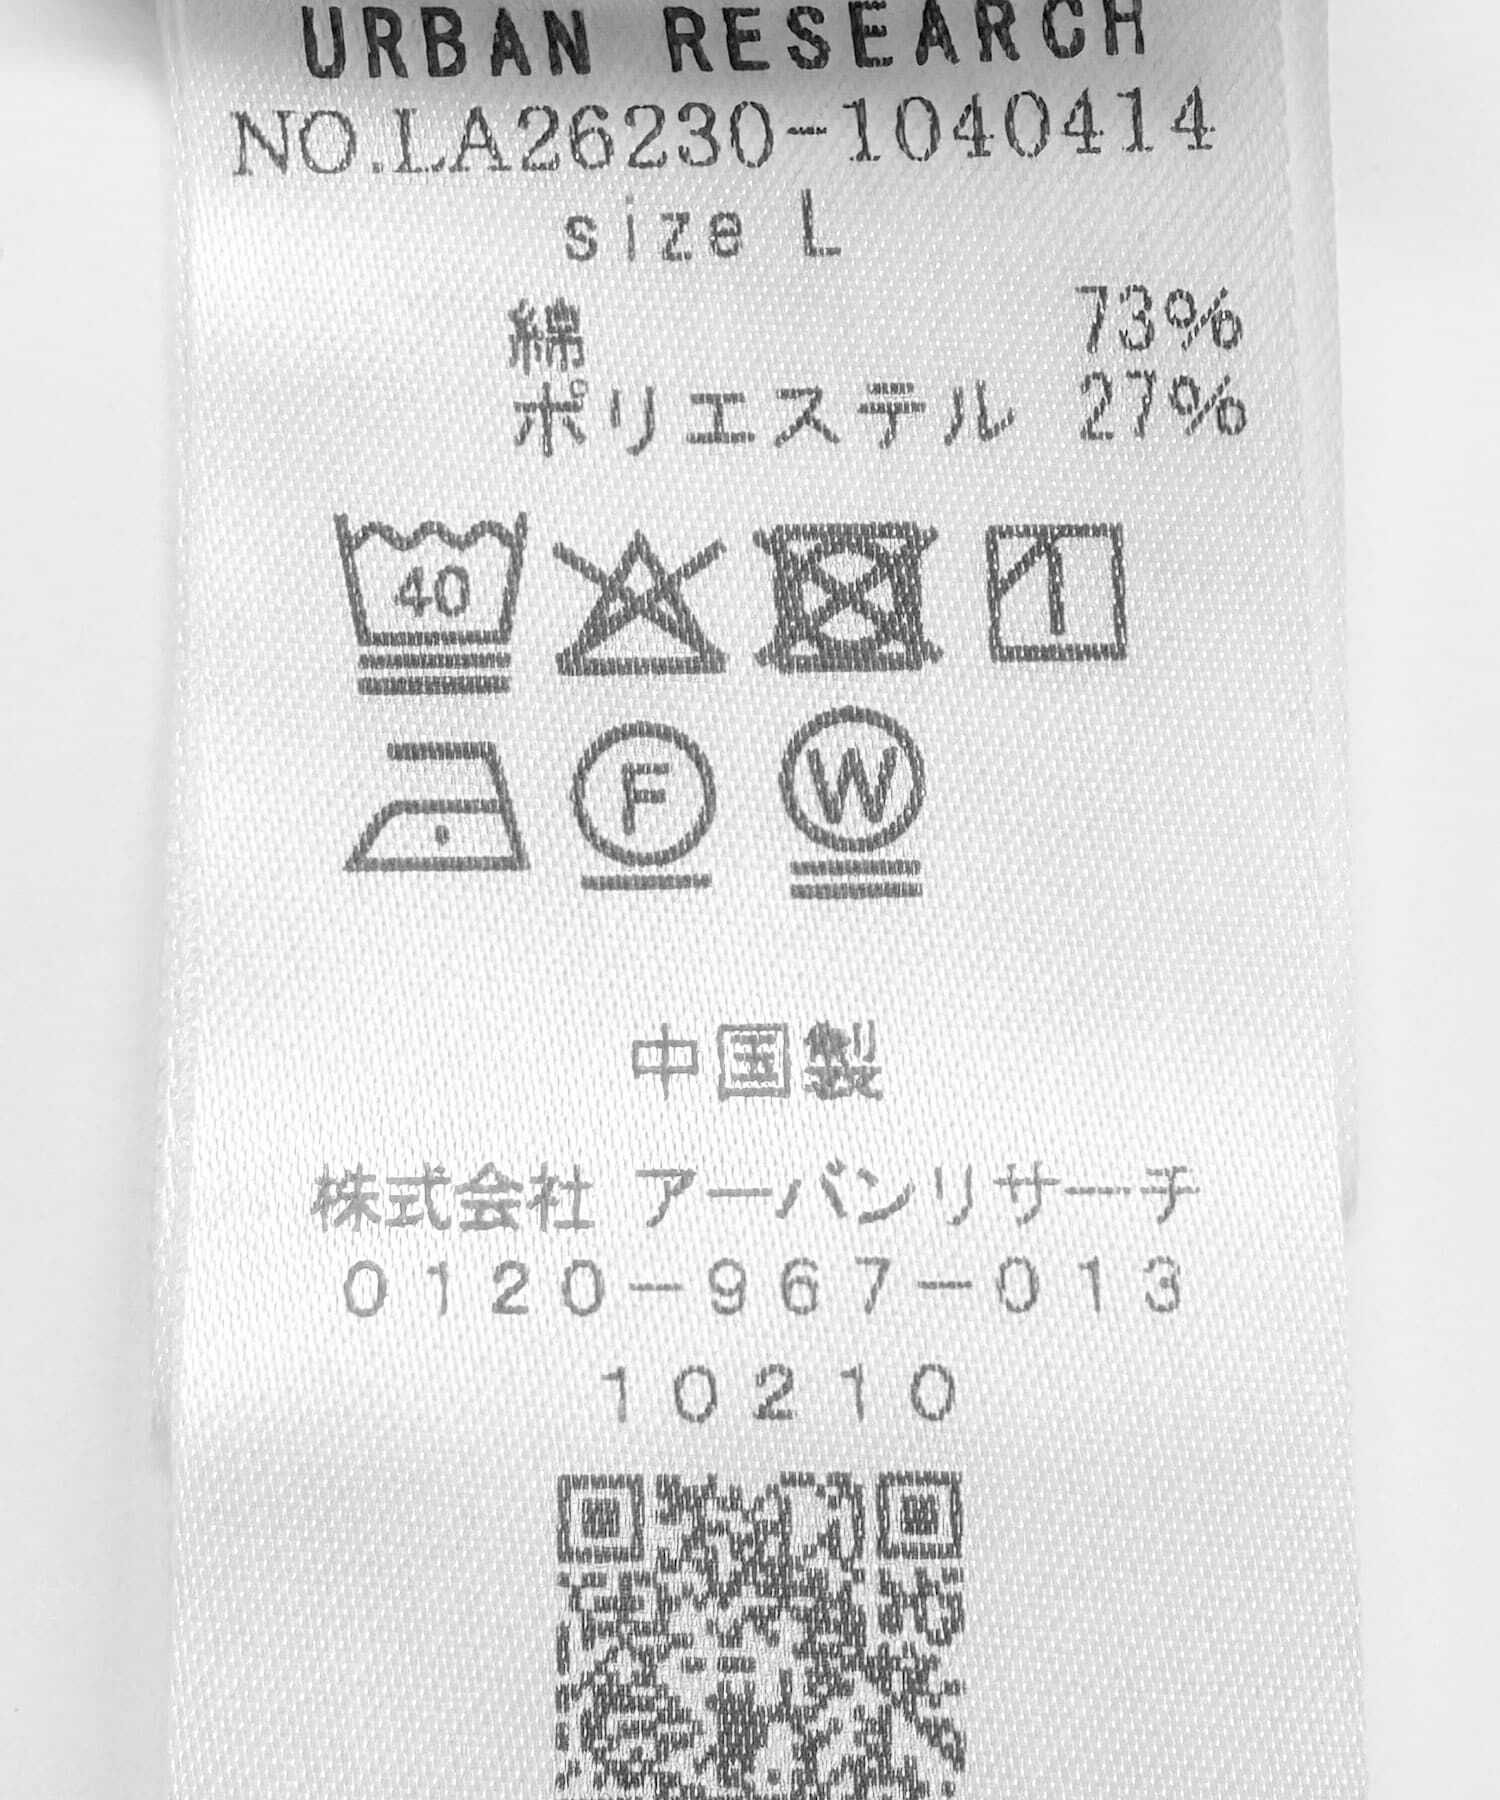 URBAN RESEARCH
NO.LA26230-1040414
size L
綿 73%
ポリエステル 27%
40
F W
中国製
株式会社 アーバンリサーチ
0120-967-013
10210